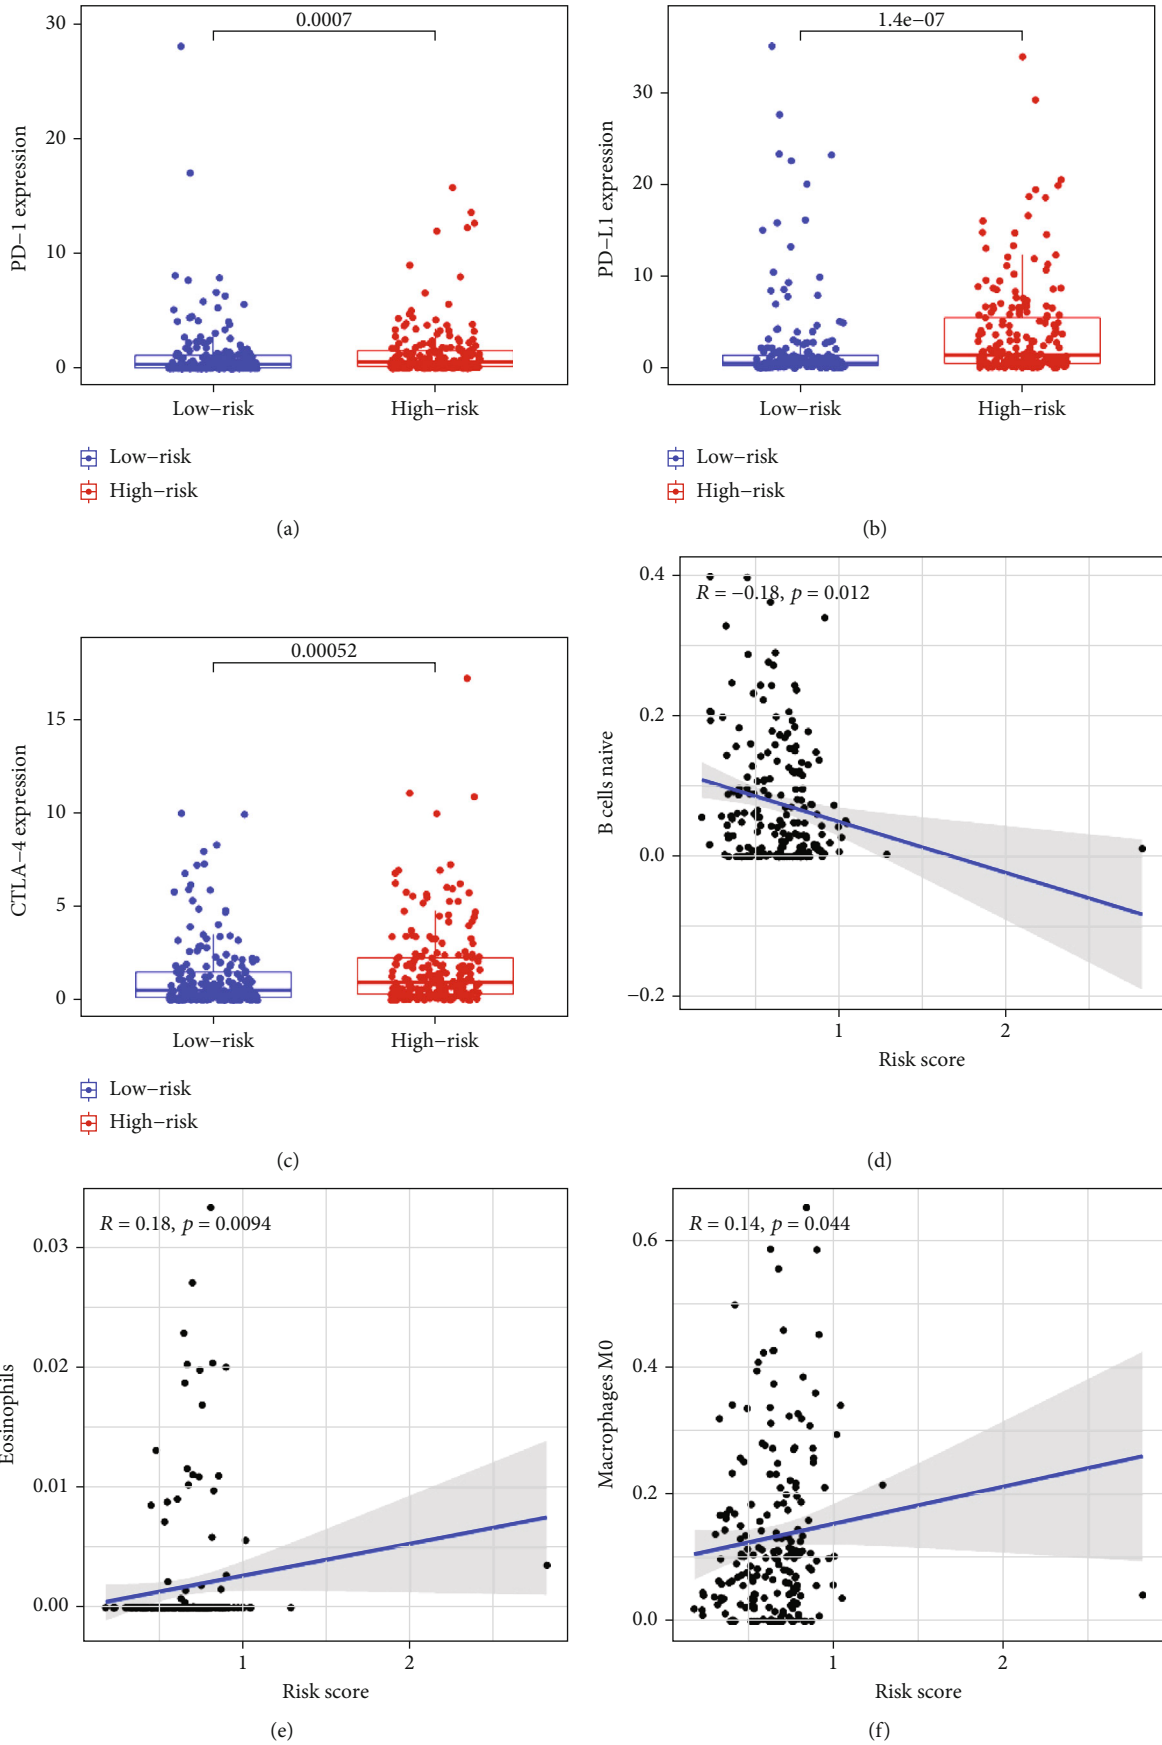 0.0007
30
20
10
0
PD−1 expression
Low−risk
High−risk
Low−risk
High−risk
(a)
1.4e−07
30
20
10
0
PD−L1 expression
Low−risk
High−risk
Low−risk
High−risk
(b)
0.00052
15
10
5
0
CTLA−4 expression
Low−risk
High−risk
Low−risk
High−risk
(c)
R = −0.18, p = 0.012
0.4
0.2
0.0
−0.2
B cells naive
1
2
Risk score
(d)
R = 0.18, p = 0.0094
0.03
0.02
0.01
0.00
Eosinophils
1
2
Risk score
(e)
R = 0.14, p = 0.044
0.6
0.4
0.2
0.0
Macrophages M0
1
2
Risk score
(f)